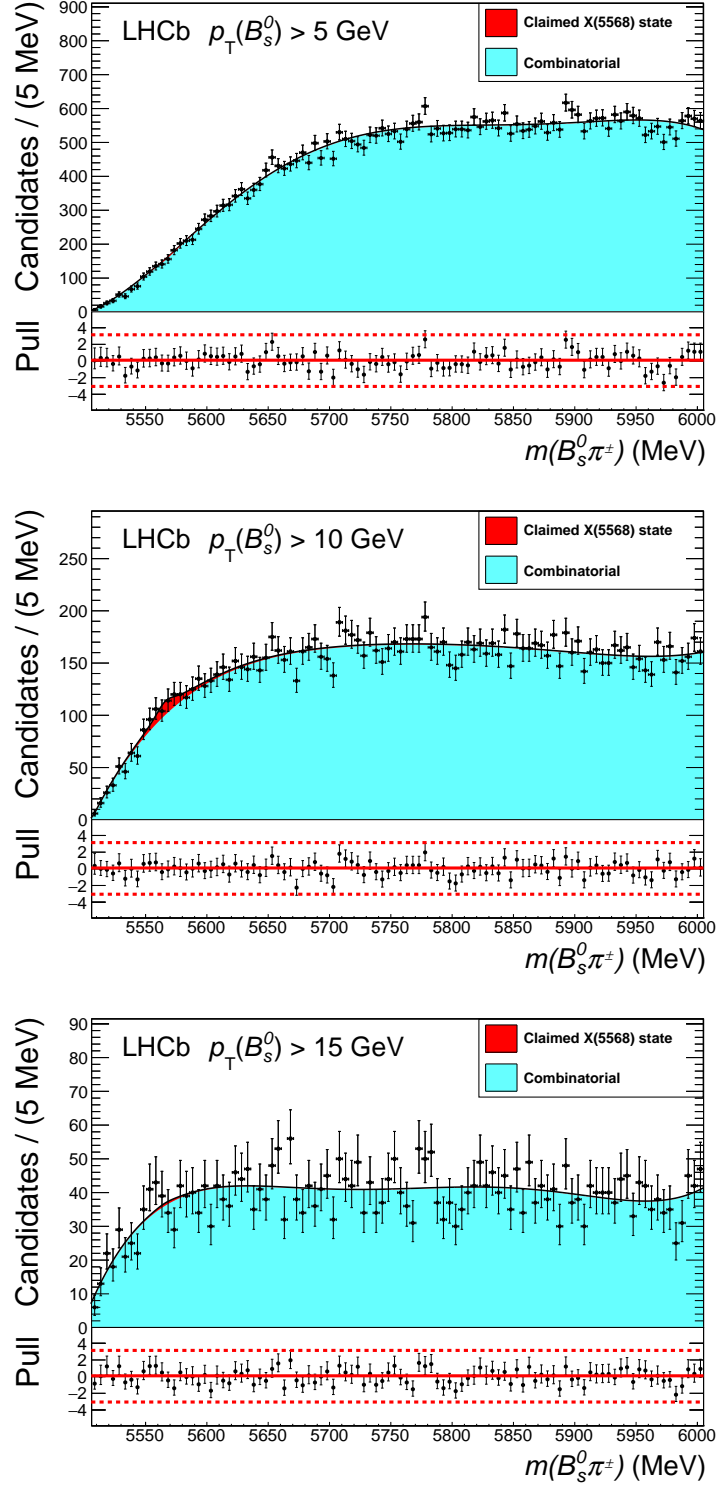 LHCb p_T(B_s^0) > 5 GeV
Claimed X(5568) state
Combinatorial
Candidates / (5 MeV)
900
800
700
600
500
400
300
200
100
0
Pull
4
2
0
−2
−4
5550 5600 5650 5700 5750 5800 5850 5900 5950 6000
m(B_s^0π^±) (MeV)
LHCb p_T(B_s^0) > 10 GeV
Claimed X(5568) state
Combinatorial
Candidates / (5 MeV)
250
200
150
100
50
0
Pull
4
2
0
−2
−4
5550 5600 5650 5700 5750 5800 5850 5900 5950 6000
m(B_s^0π^±) (MeV)
LHCb p_T(B_s^0) > 15 GeV
Claimed X(5568) state
Combinatorial
Candidates / (5 MeV)
90
80
70
60
50
40
30
20
10
0
Pull
4
2
0
−2
−4
5550 5600 5650 5700 5750 5800 5850 5900 5950 6000
m(B_s^0π^±) (MeV)